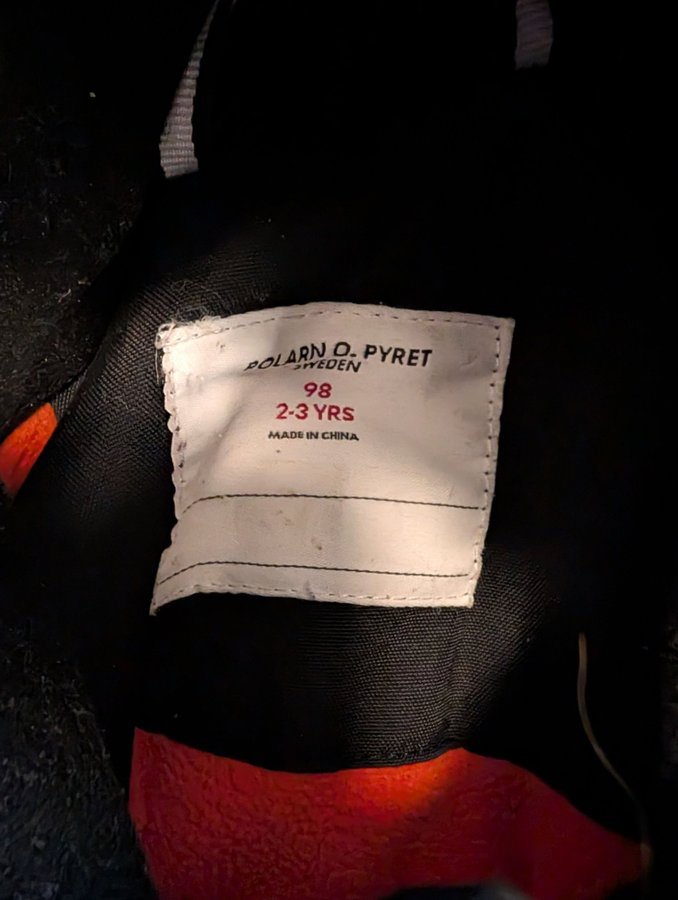 POLARN O. PYRET
SWEDEN
98
2-3 YRS
MADE IN CHINA